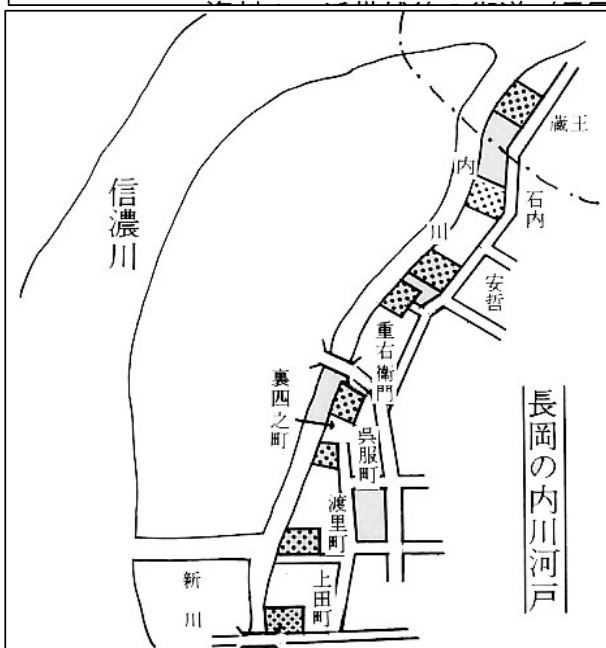 長岡の内川河戸
信濃川
内川
蔵王
石内
安哲
重右衛門
裏四之町
呉服町
渡里町
上田町
新川